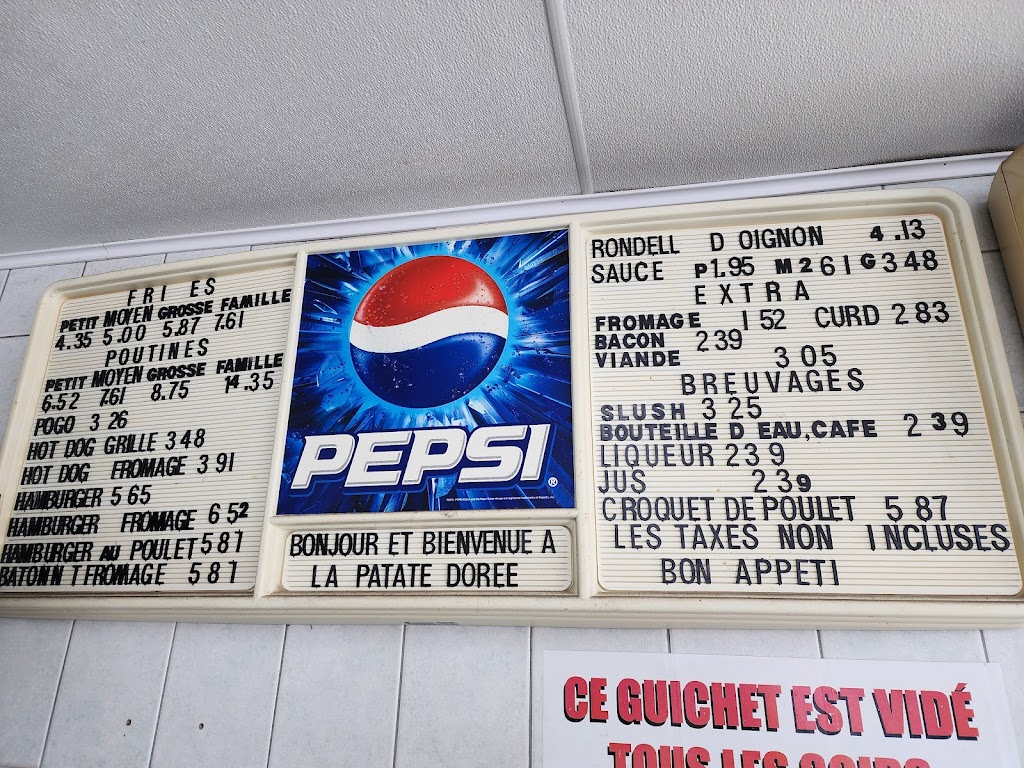 FRI ES
PETIT MOYEN GROSSE FAMILLE
4.35 5.00 5.87 7.61
POUTINES
PETIT MOYEN GROSSE FAMILLE
6.52 7.61 8.75 14.35
POGO 3 26
HOT DOG GRILLE 3 48
HOT DOG FROMAGE 3 91
HAMBURGER 5 65
HAMBURGER FROMAGE 6 52
HAMBURGER AU POULET 5 81
BATON N T FROMAGE 5 81
PEPSI
BONJOUR ET BIENVENUE A
LA PATATE DOREE
RONDELL D OIGNON 4 .13
SAUCE P1.95 M 2 61 G 3 48
EXTRA
FROMAGE 1 52 CURD 2 83
BACON 2 39
VIANDE 3 05
BREUVAGES
SLUSH 3 25
BOUTEILLE D EAU,CAFE 2 39
LIQUEUR 2 39
JUS 2 39
CROQUET DE POULET 5 87
LES TAXES NON INCLUSES
BON APPETI
CE GUICHET EST VIDÉ
TOUS LES SOIRS